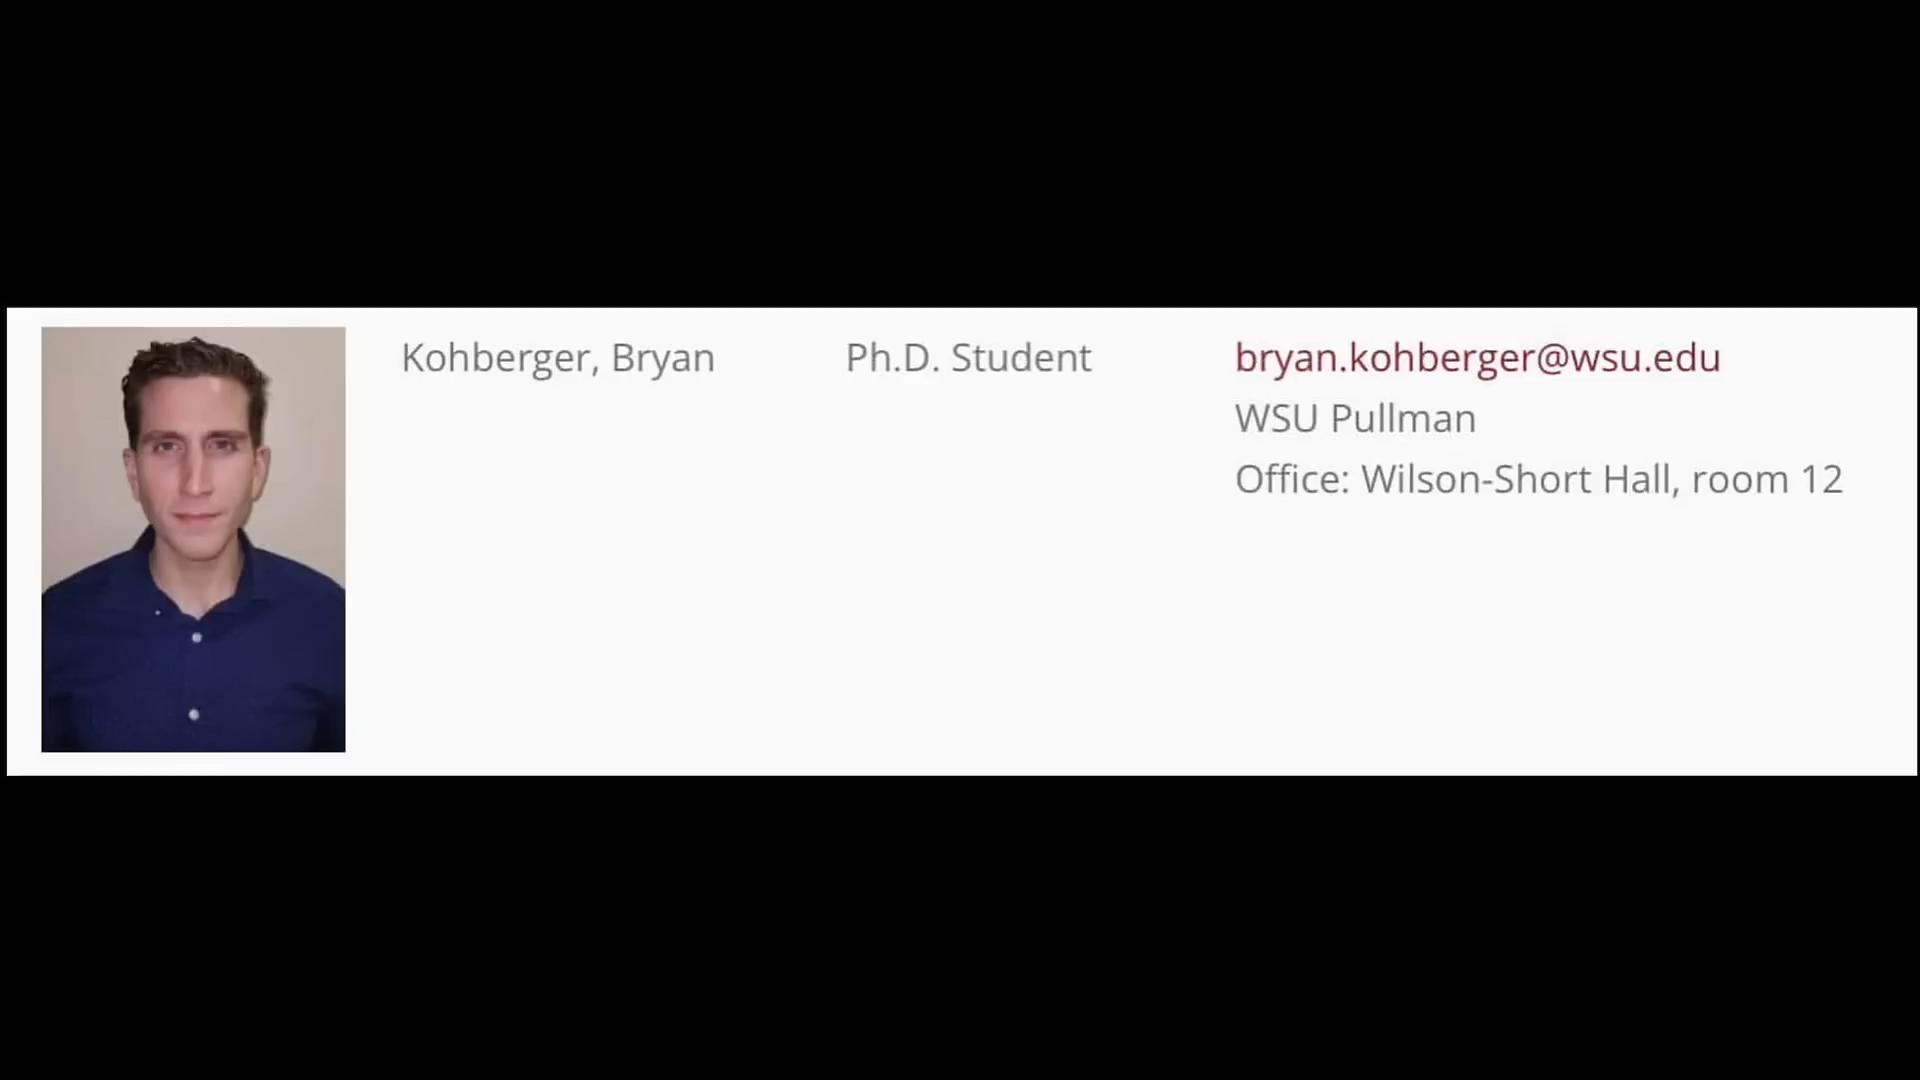 Kohberger, Bryan
Ph.D. Student
bryan.kohberger@wsu.edu
WSU Pullman
Office: Wilson-Short Hall, room 12